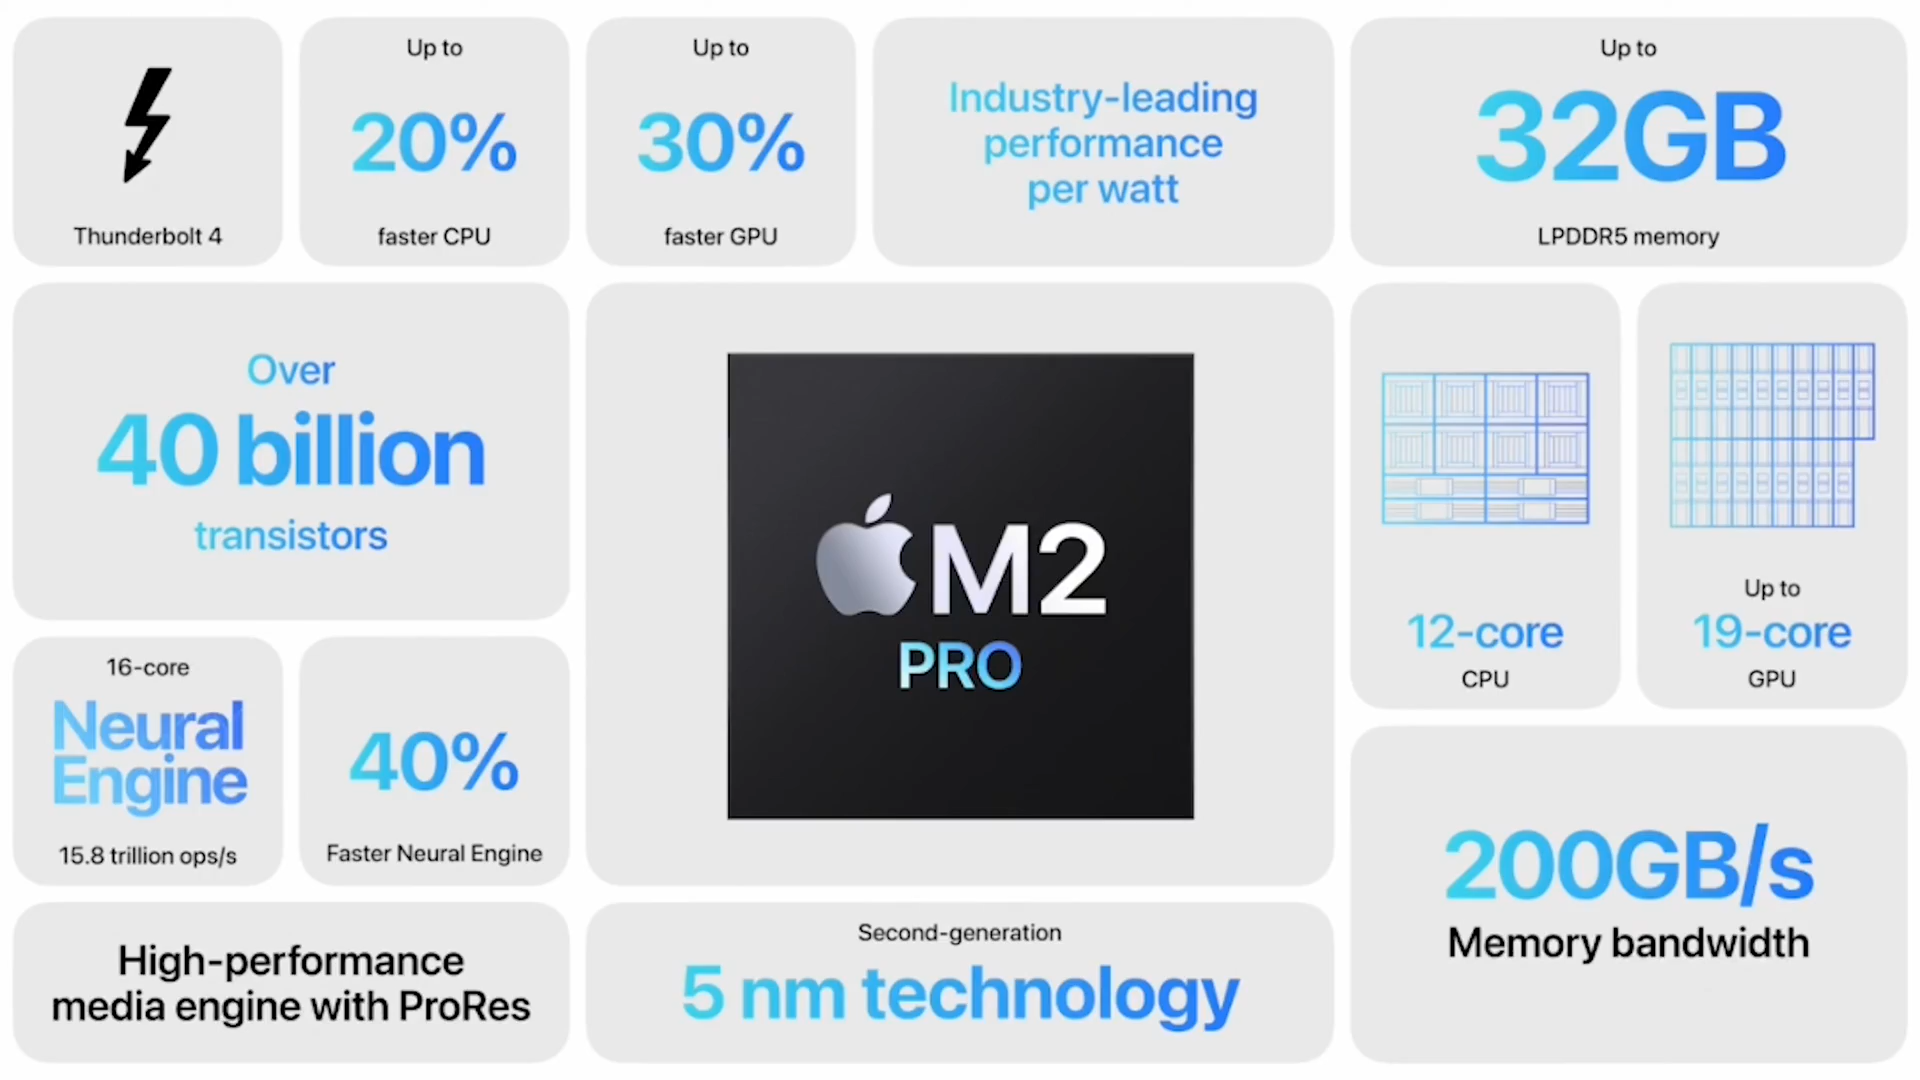 Thunderbolt 4
Up to
20%
faster CPU
Up to
30%
faster GPU
Industry-leading
performance
per watt
Up to
32GB
LPDDR5 memory
Over
40 billion
transistors
M2
PRO
12-core
CPU
Up to
19-core
GPU
16-core
Neural
Engine
15.8 trillion ops/s
40%
Faster Neural Engine
200GB/s
Memory bandwidth
High-performance
media engine with ProRes
Second-generation
5 nm technology